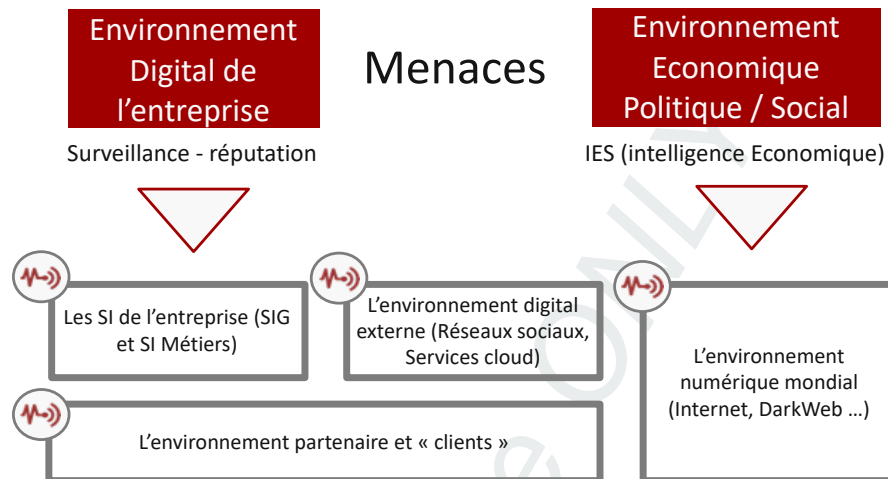 Environnement
Digital de
l’entreprise
Menaces
Environnement
Economique
Politique / Social
Surveillance - réputation
IES (intelligence Economique)
Les SI de l’entreprise (SIG
et SI Métiers)
L’environnement digital
externe (Réseaux sociaux,
Services cloud)
L’environnement
numérique mondial
(Internet, DarkWeb …)
L’environnement partenaire et « clients »
ONLY